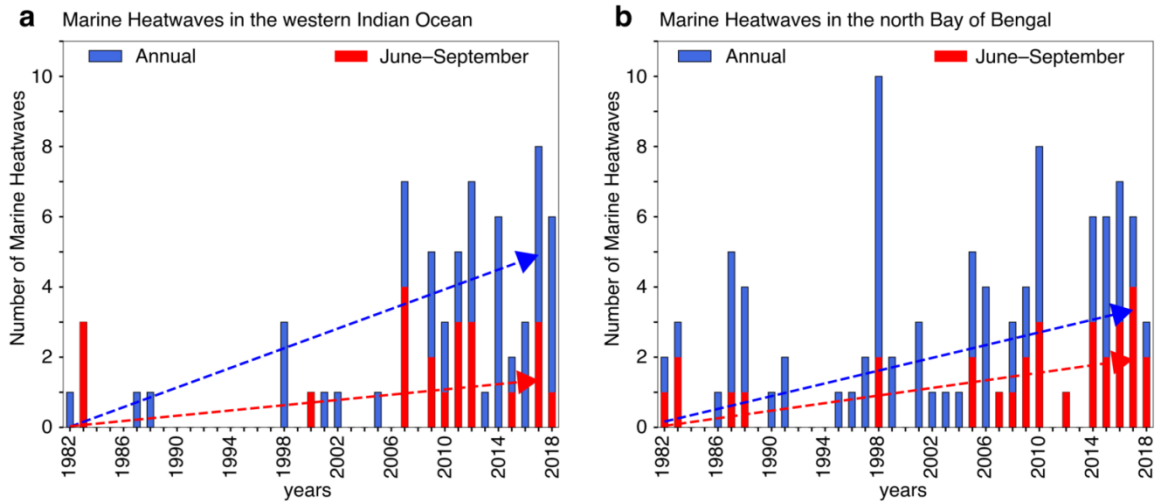 a Marine Heatwaves in the western Indian Ocean
Annual June–September
Number of Marine Heatwaves
10
8
6
4
2
0
1982 1986 1990 1994 1998 2002 2006 2010 2014 2018
years
b Marine Heatwaves in the north Bay of Bengal
Annual June–September
Number of Marine Heatwaves
10
8
6
4
2
0
1982 1986 1990 1994 1998 2002 2006 2010 2014 2018
years